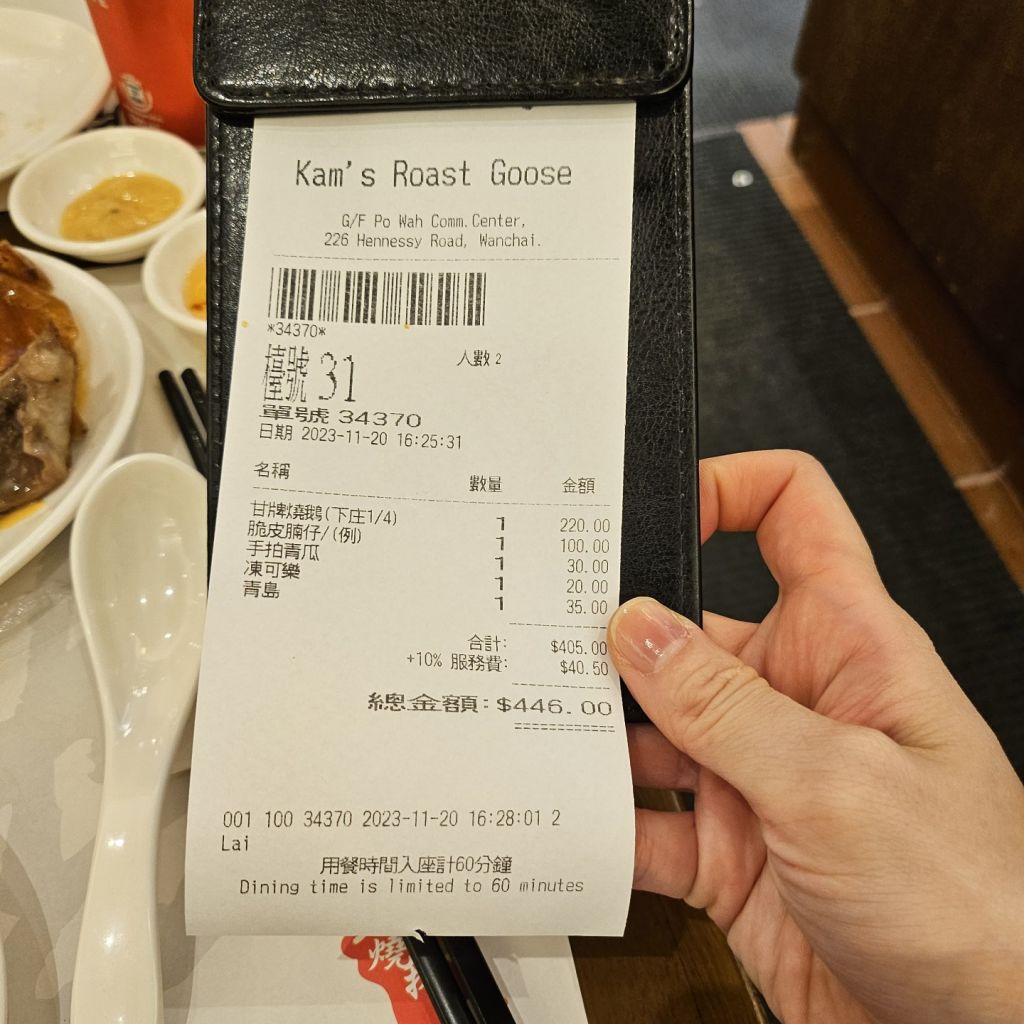 Kam's Roast Goose
G/F Po Wah Comm.Center,
226 Hennessy Road, Wanchai.
*34370*
檯號 31 人數 2
單號 34370
日期 2023-11-20 16:25:31
名稱 數量 金額
甘牌燒鵝(下庄1/4) 1 220.00
脆皮腩仔/(例) 1 100.00
手拍青瓜 1 30.00
凍可樂 1 20.00
青島 1 35.00
合計: $405.00
+10% 服務費: $40.50
總金額: $446.00
001 100 34370 2023-11-20 16:28:01 2
Lai
用餐時間入座計60分鐘
Dining time is limited to 60 minutes
燒